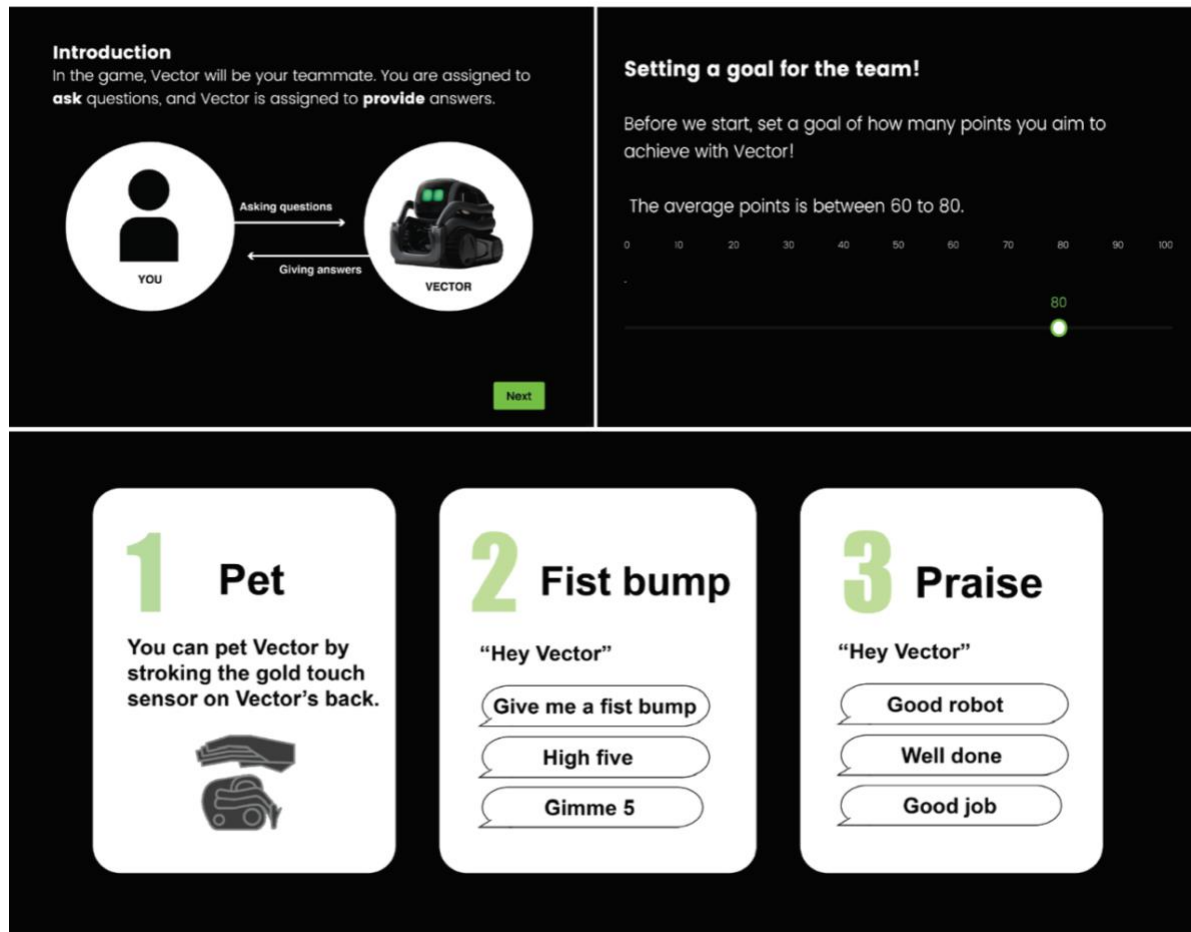 Introduction
In the game, Vector will be your teammate. You are assigned to
ask questions, and Vector is assigned to provide answers.
Asking questions
Giving answers
YOU
VECTOR
Next
Setting a goal for the team!
Before we start, set a goal of how many points you aim to
achieve with Vector!
The average points is between 60 to 80.
0 10 20 30 40 50 60 70 80 90 100
80
1 Pet
You can pet Vector by
stroking the gold touch
sensor on Vector’s back.
2 Fist bump
“Hey Vector”
Give me a fist bump
High five
Gimme 5
3 Praise
“Hey Vector”
Good robot
Well done
Good job